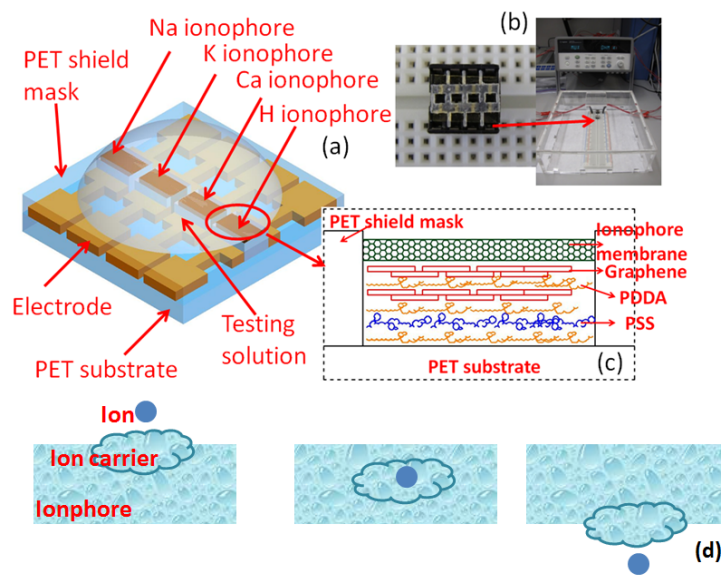 Na ionophore
K ionophore
Ca ionophore
H ionophore
PET shield
mask
(a)
Electrode
Testing
solution
PET substrate
(b)
PET shield mask
Ionophore
membrane
Graphene
PDDA
PSS
(c)
PET substrate
Ion
Ion carrier
Ionphore
(d)